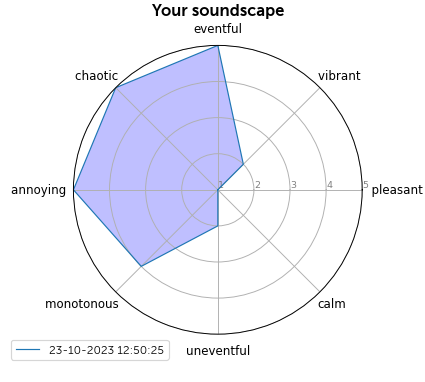 Your soundscape
eventful
chaotic
vibrant
annoying
1
2
3
4
5
pleasant
monotonous
calm
uneventful
23-10-2023 12:50:25